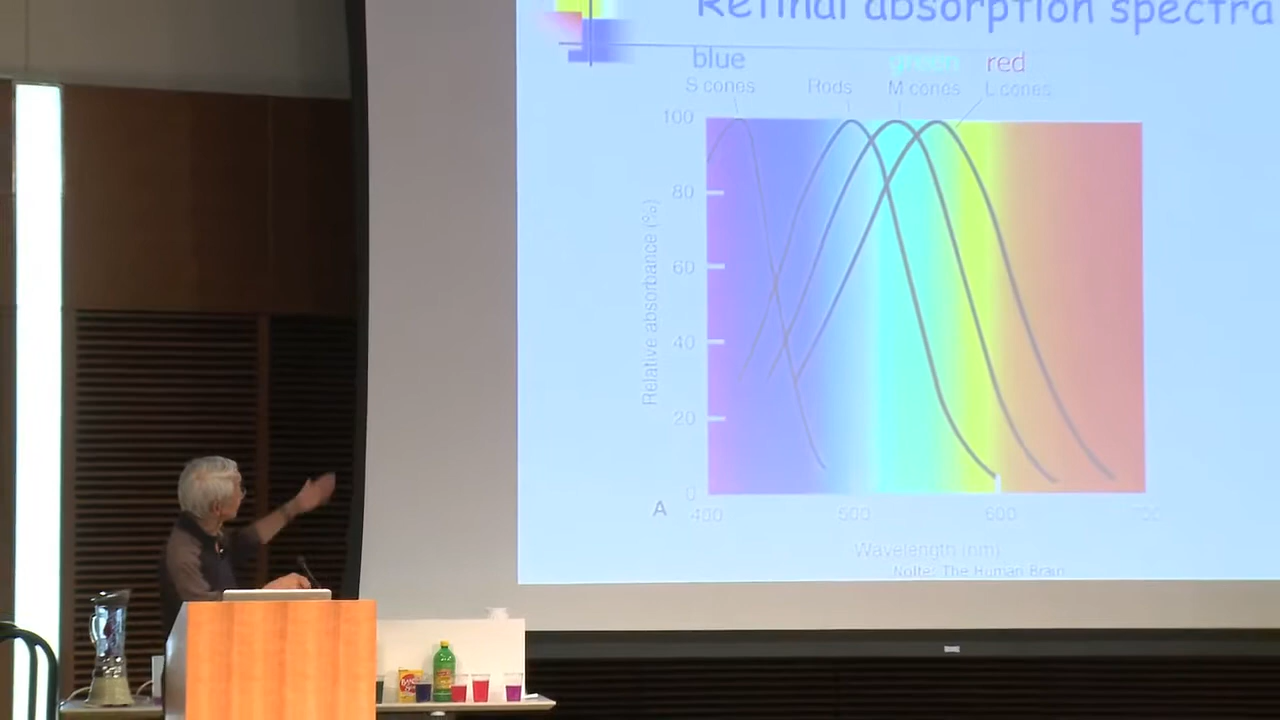 Retinal absorption spectra
blue green red
S cones Rods M cones L cones
100
80
60
40
20
0
Relative absorbance (%)
A
400 500 600 700
Wavelength (nm)
Nolte: The Human Brain